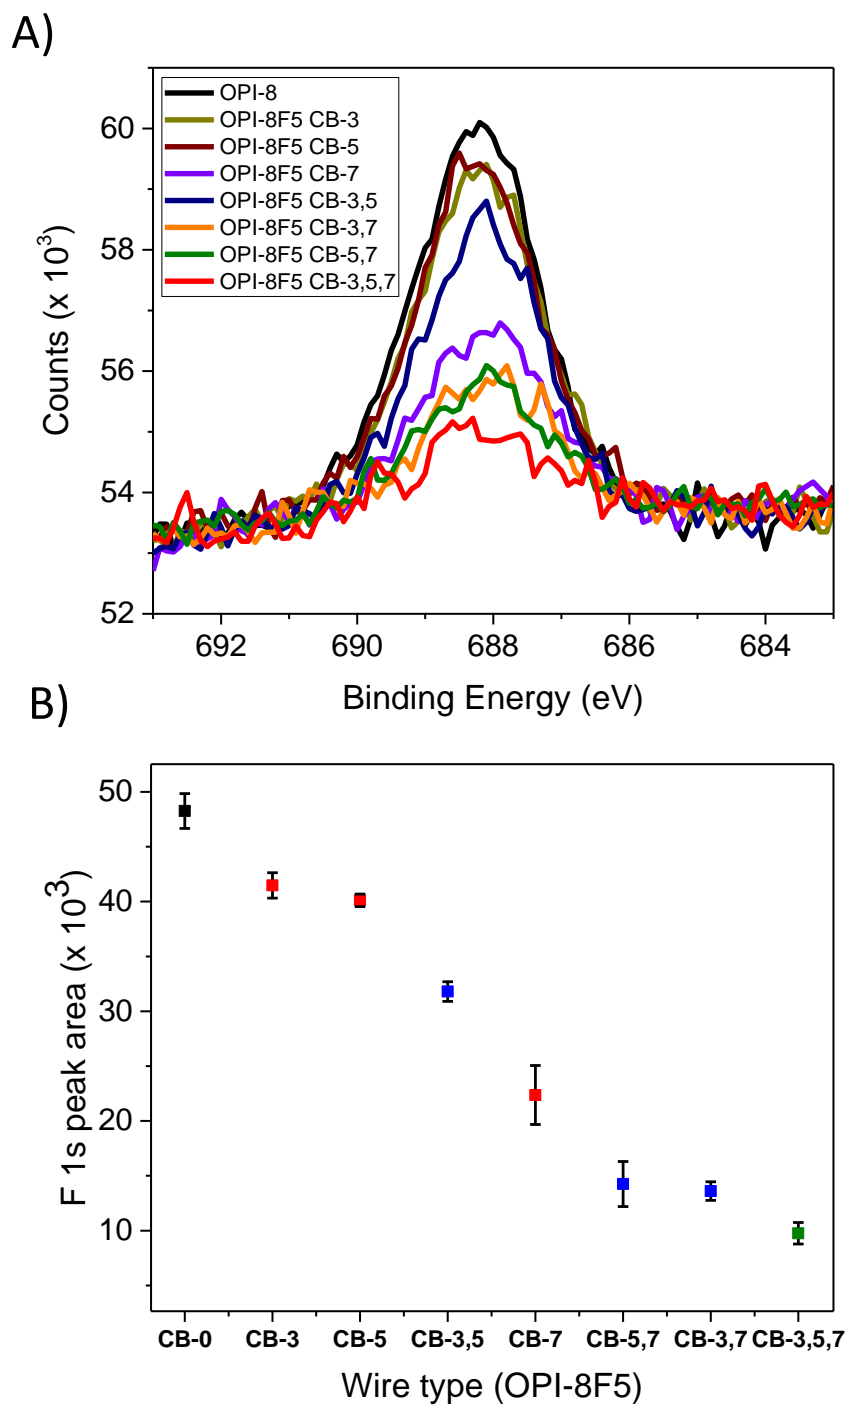 A)
OPI-8
OPI-8F5 CB-3
OPI-8F5 CB-5
OPI-8F5 CB-7
OPI-8F5 CB-3,5
OPI-8F5 CB-3,7
OPI-8F5 CB-5,7
OPI-8F5 CB-3,5,7
60
58
56
54
52
Counts (x 10³)
692 690 688 686 684
Binding Energy (eV)
B)
50
40
30
20
10
F 1s peak area (x 10³)
CB-0 CB-3 CB-5 CB-3,5 CB-7 CB-5,7 CB-3,7 CB-3,5,7
Wire type (OPI-8F5)